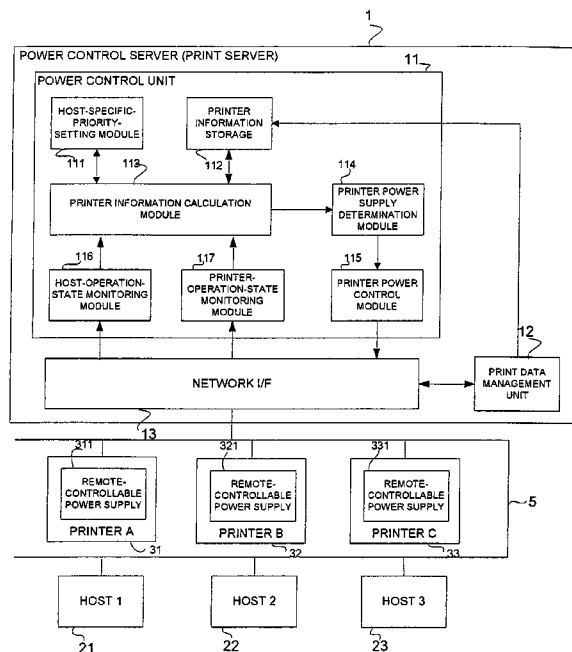 1
POWER CONTROL SERVER (PRINT SERVER)
11
POWER CONTROL UNIT
HOST-SPECIFIC-
PRIORITY-
SETTING MODULE
111
PRINTER
INFORMATION
STORAGE
112
113
PRINTER INFORMATION CALCULATION
MODULE
114
PRINTER POWER
SUPPLY
DETERMINATION
MODULE
116
HOST-OPERATION-
STATE MONITORING
MODULE
117
PRINTER-
OPERATION-STATE
MONITORING
MODULE
115
PRINTER POWER
CONTROL
MODULE
12
PRINT DATA
MANAGEMENT
UNIT
NETWORK I/F
13
311
REMOTE-
CONTROLLABLE
POWER SUPPLY
PRINTER A
31
321
REMOTE-
CONTROLLABLE
POWER SUPPLY
PRINTER B
32
331
REMOTE-
CONTROLLABLE
POWER SUPPLY
PRINTER C
33
5
HOST 1
21
HOST 2
22
HOST 3
23